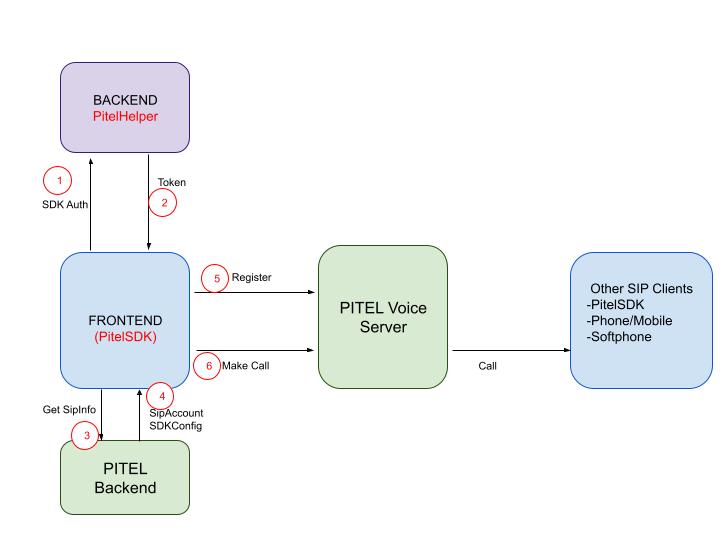 BACKEND
PitelHelper
1
SDK Auth
Token
2
FRONTEND
(PitelSDK)
5
Register
6
Make Call
PITEL Voice
Server
Call
Other SIP Clients
-PitelSDK
-Phone/Mobile
-Softphone
Get SipInfo
3
4
SipAccount
SDKConfig
PITEL
Backend